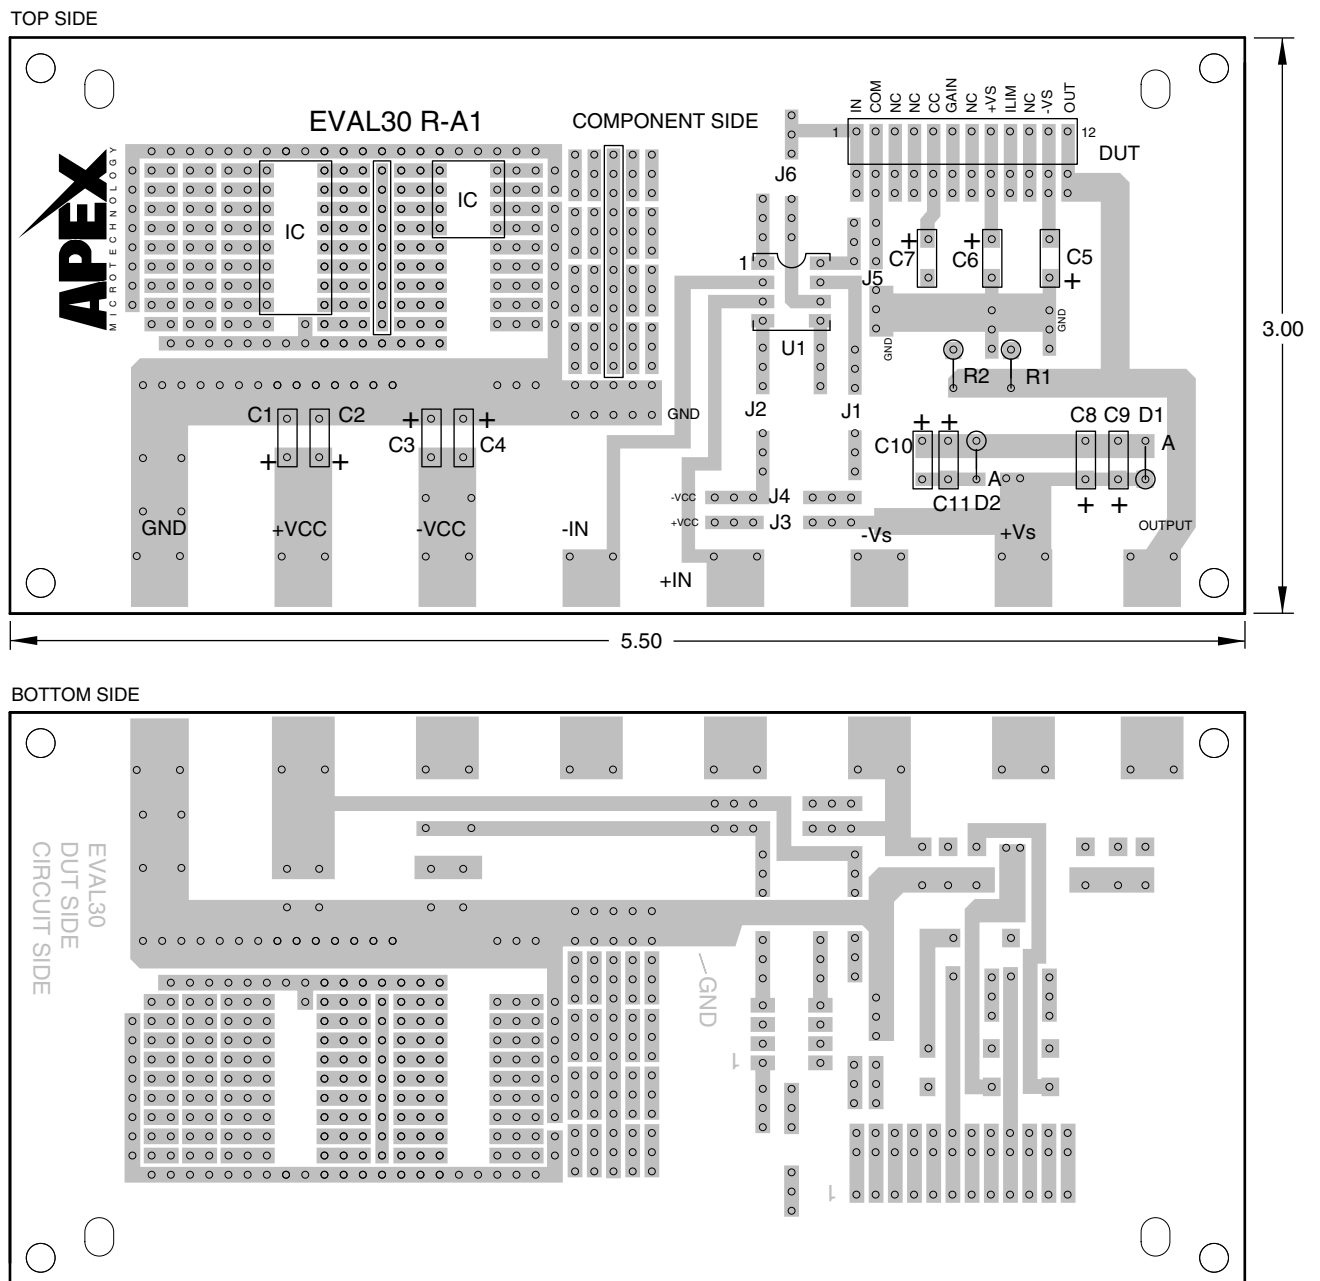 TOP SIDE
EVAL30 R-A1
COMPONENT SIDE
APEX
MICROTECHNOLOGY
IC
IC
IN
COM
NC
NC
CC
GAIN
NC
+VS
ILIM
NC
-VS
OUT
1
12
DUT
J6
1
J5
U1
+
C7
+
C6
C5
+
GND
GND
R2
R1
J2
J1
C1
C2
+
+
+
+
C3
C4
GND
+
+
C10
C11
A
D2
C8
C9
D1
A
+
+
-VCC
J4
+VCC
J3
GND
+VCC
-VCC
-IN
+IN
-Vs
+Vs
OUTPUT
3.00
5.50
BOTTOM SIDE
EVAL30
DUT SIDE
CIRCUIT SIDE
GND
1
1